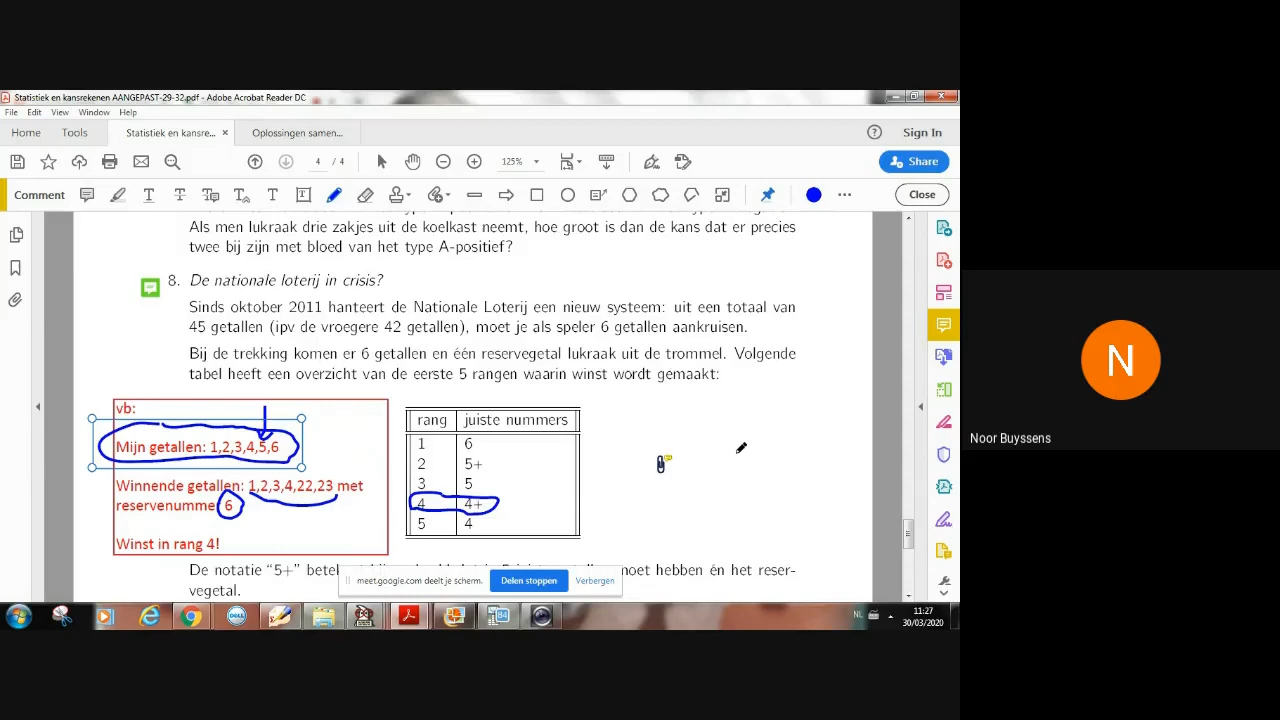 Statistiek en kansrekenen AANGEPAST-29-32.pdf - Adobe Acrobat Reader DC
File Edit View Window Help
Home Tools Statistiek en kansre... × Oplossingen samen... Sign In
4 / 4 125% Share
Comment Close
Als men lukraak drie zakjes uit de koelkast neemt, hoe groot is dan de kans dat er precies
twee bij zijn met bloed van het type A-positief?
8. De nationale loterij in crisis?
Sinds oktober 2011 hanteert de Nationale Loterij een nieuw systeem: uit een totaal van
45 getallen (ipv de vroegere 42 getallen), moet je als speler 6 getallen aankruisen.
Bij de trekking komen er 6 getallen en één reservegetal lukraak uit de trommel. Volgende
tabel heeft een overzicht van de eerste 5 rangen waarin winst wordt gemaakt:
vb:
Mijn getallen: 1,2,3,4,5,6
Winnende getallen: 1,2,3,4,22,23 met
reservenumme 6
Winst in rang 4!
rang juiste nummers
1 6
2 5+
3 5
4 4+
5 4
De notatie "5+" moet hebben én het reser-
vegetal.
meet.google.com deelt je scherm. Delen stoppen Verbergen
Noor Buyssens
N
NL 11:27
30/03/2020